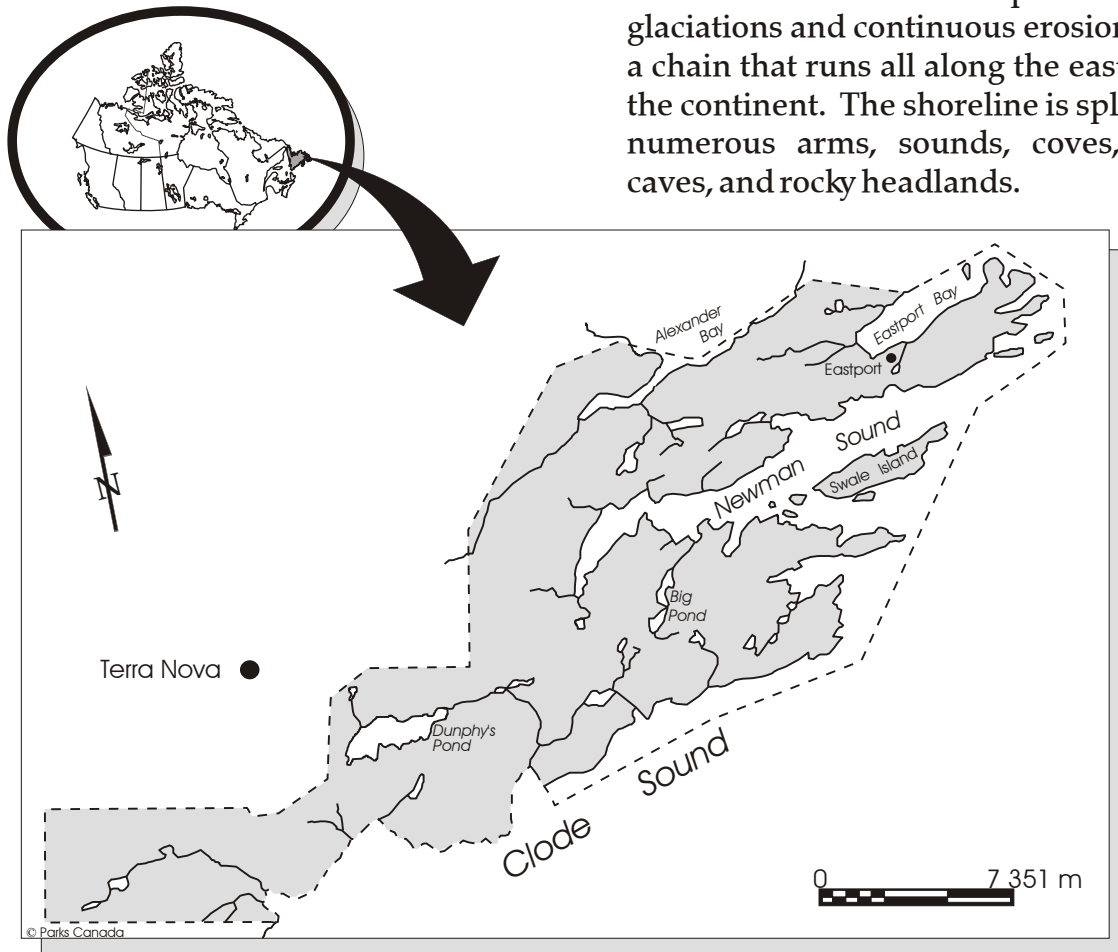 glaciations and continuous erosion
a chain that runs all along the eas
the continent. The shoreline is spl
numerous arms, sounds, coves,
caves, and rocky headlands.
Alexander
Bay
Eastport Bay
Eastport
Newman Sound
Swale Island
N
Big
Pond
Terra Nova
Dunphy's
Pond
Clode Sound
0 7 351 m
© Parks Canada